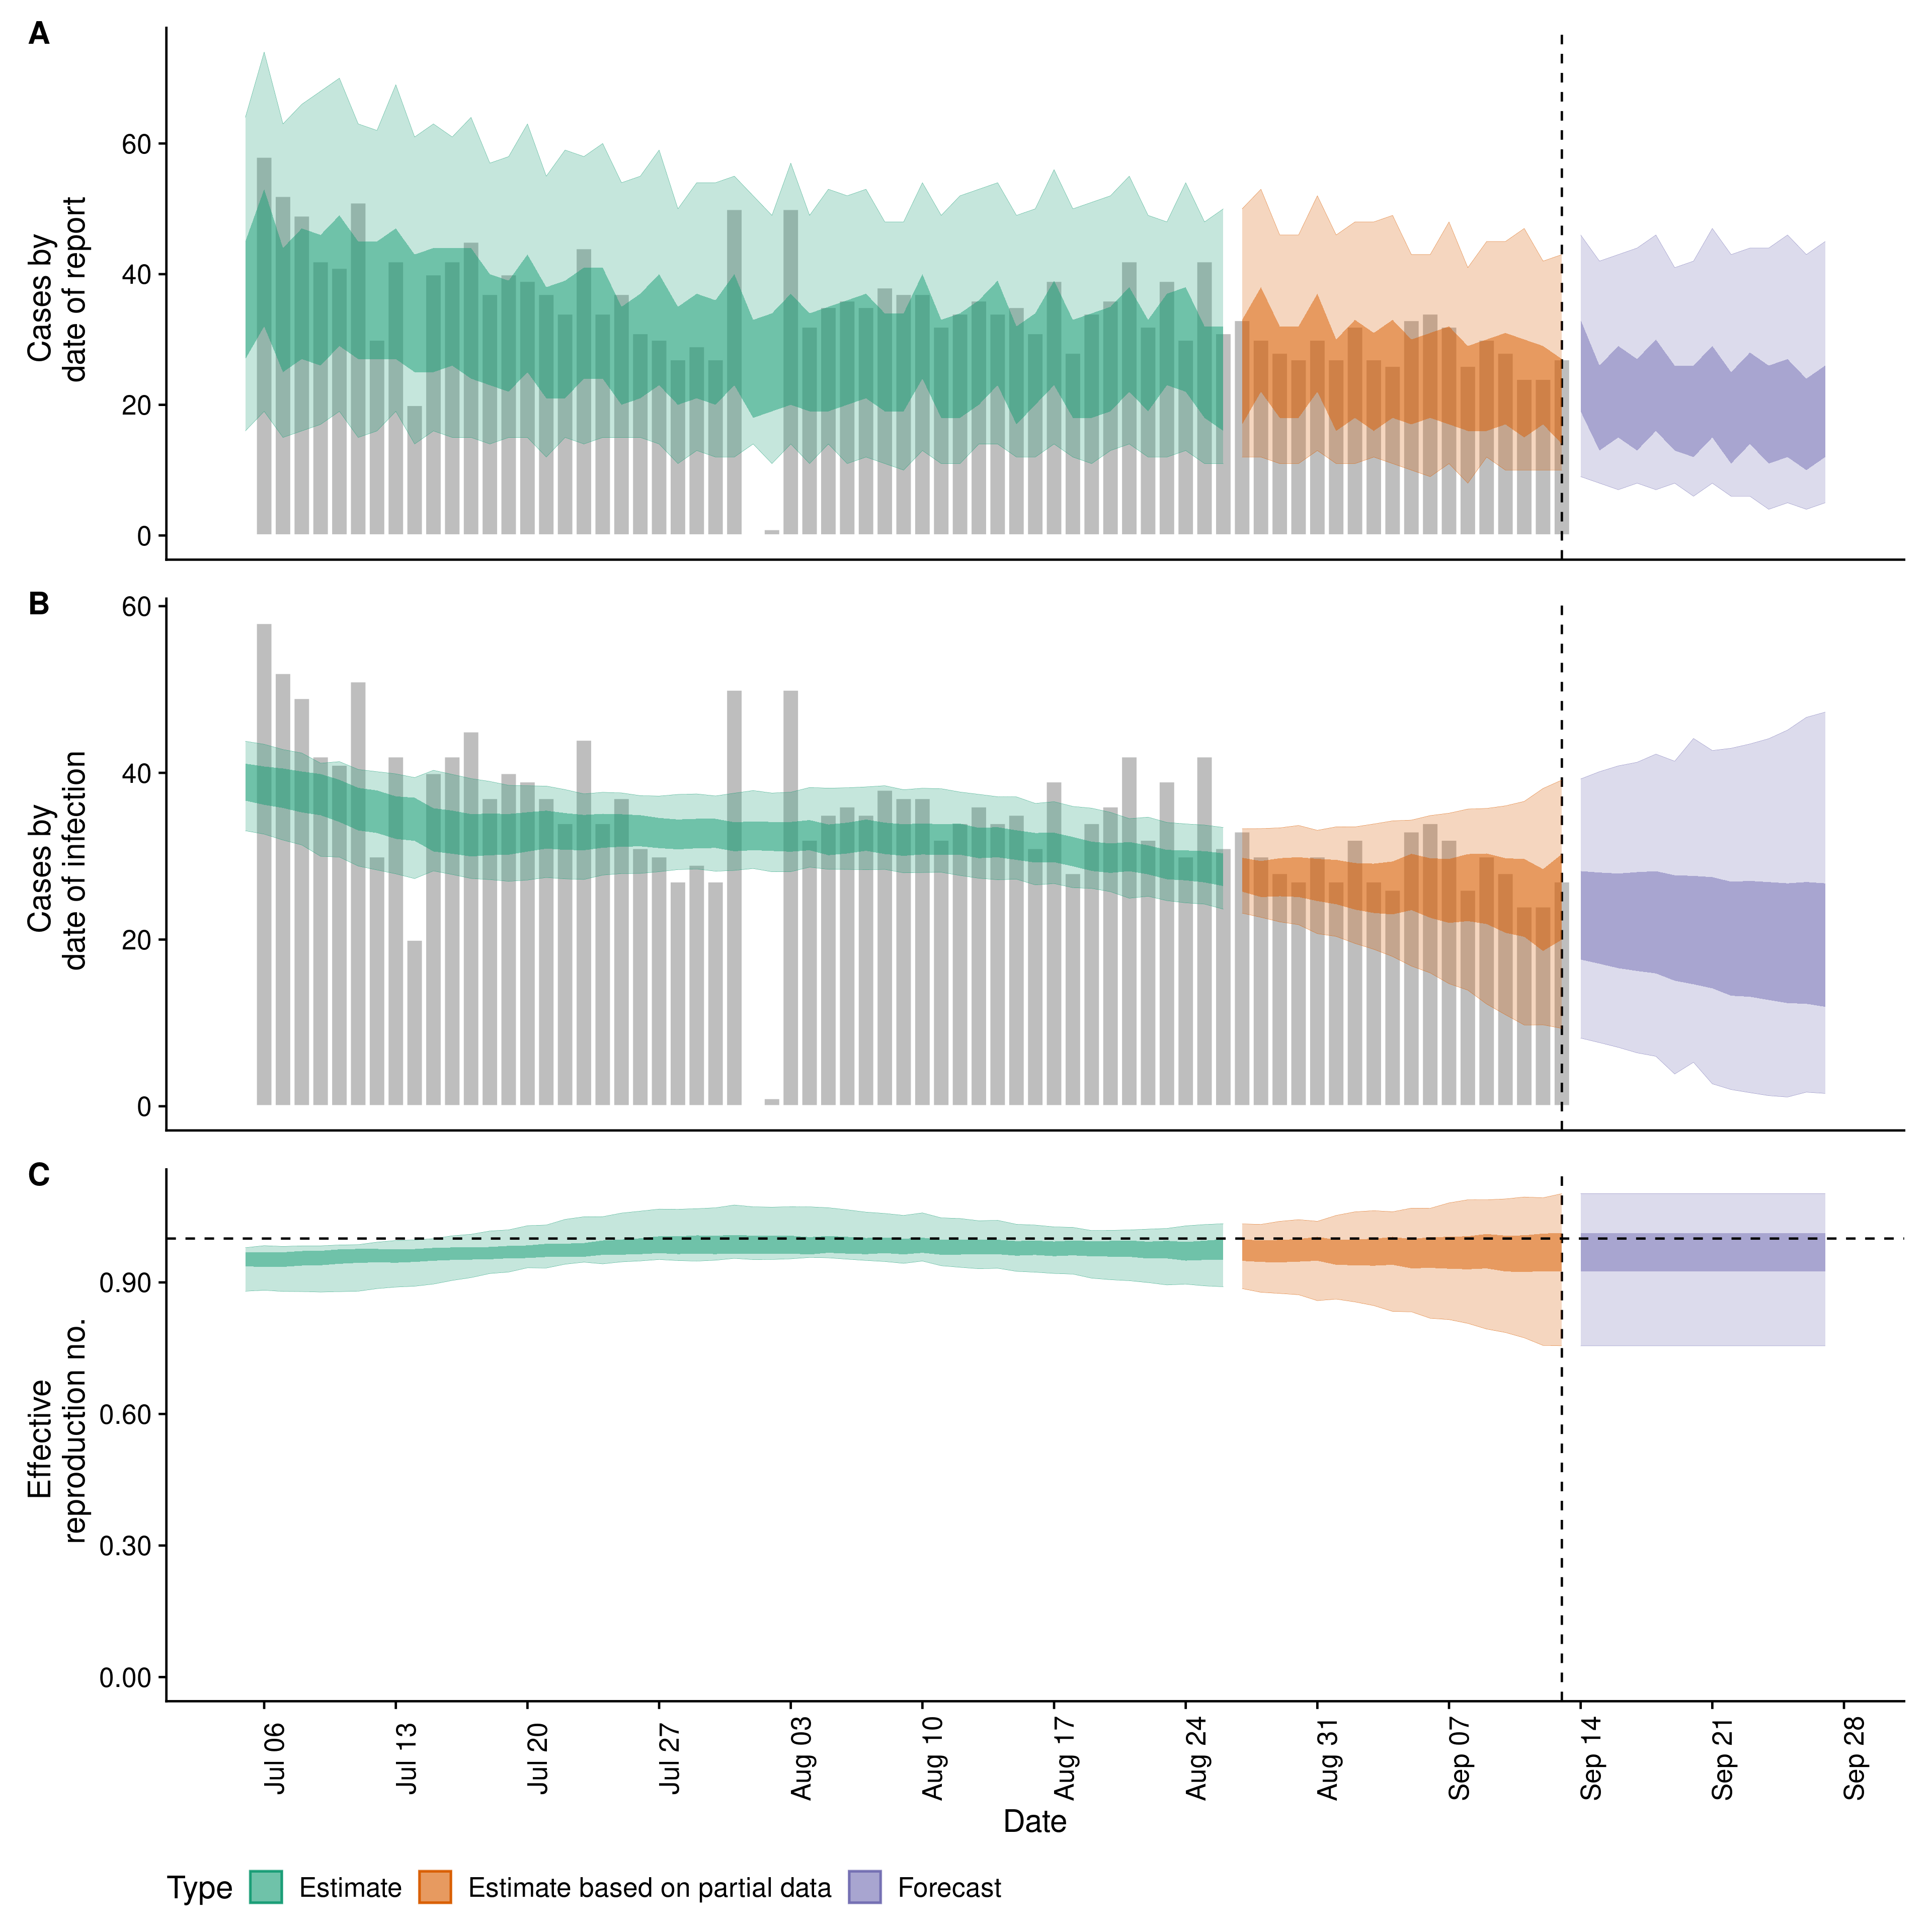 A
Cases by
date of report
60
40
20
0
B
Cases by
date of infection
60
40
20
0
C
Effective
reproduction no.
0.90
0.60
0.30
0.00
Jul 06
Jul 13
Jul 20
Jul 27
Aug 03
Aug 10
Aug 17
Aug 24
Aug 31
Sep 07
Sep 14
Sep 21
Sep 28
Date
Type Estimate Estimate based on partial data Forecast